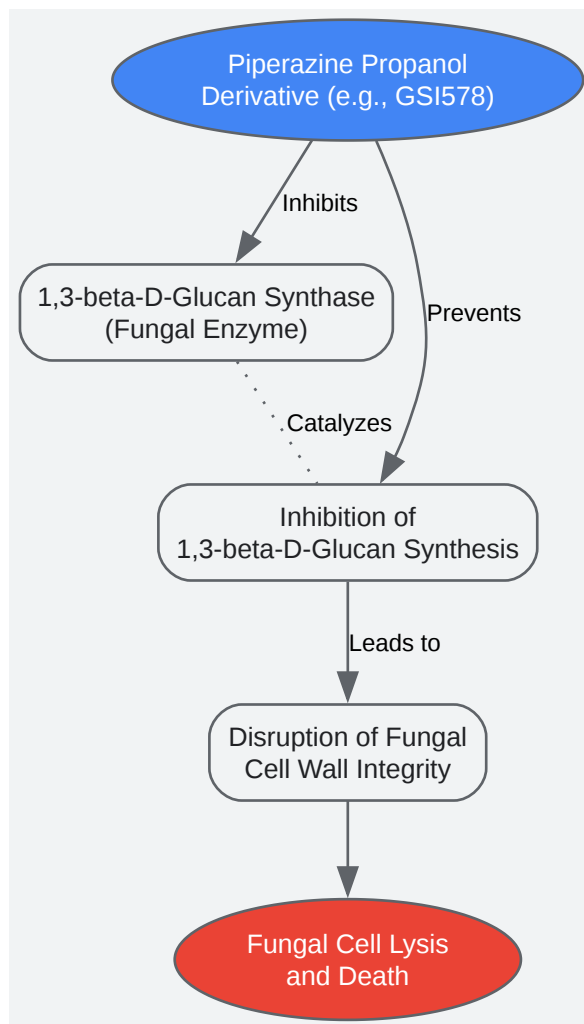 Piperazine Propanol
Derivative (e.g., GSI578)
Inhibits
1,3-beta-D-Glucan Synthase
(Fungal Enzyme)
Prevents
Catalyzes
Inhibition of
1,3-beta-D-Glucan Synthesis
Leads to
Disruption of Fungal
Cell Wall Integrity
Fungal Cell Lysis
and Death